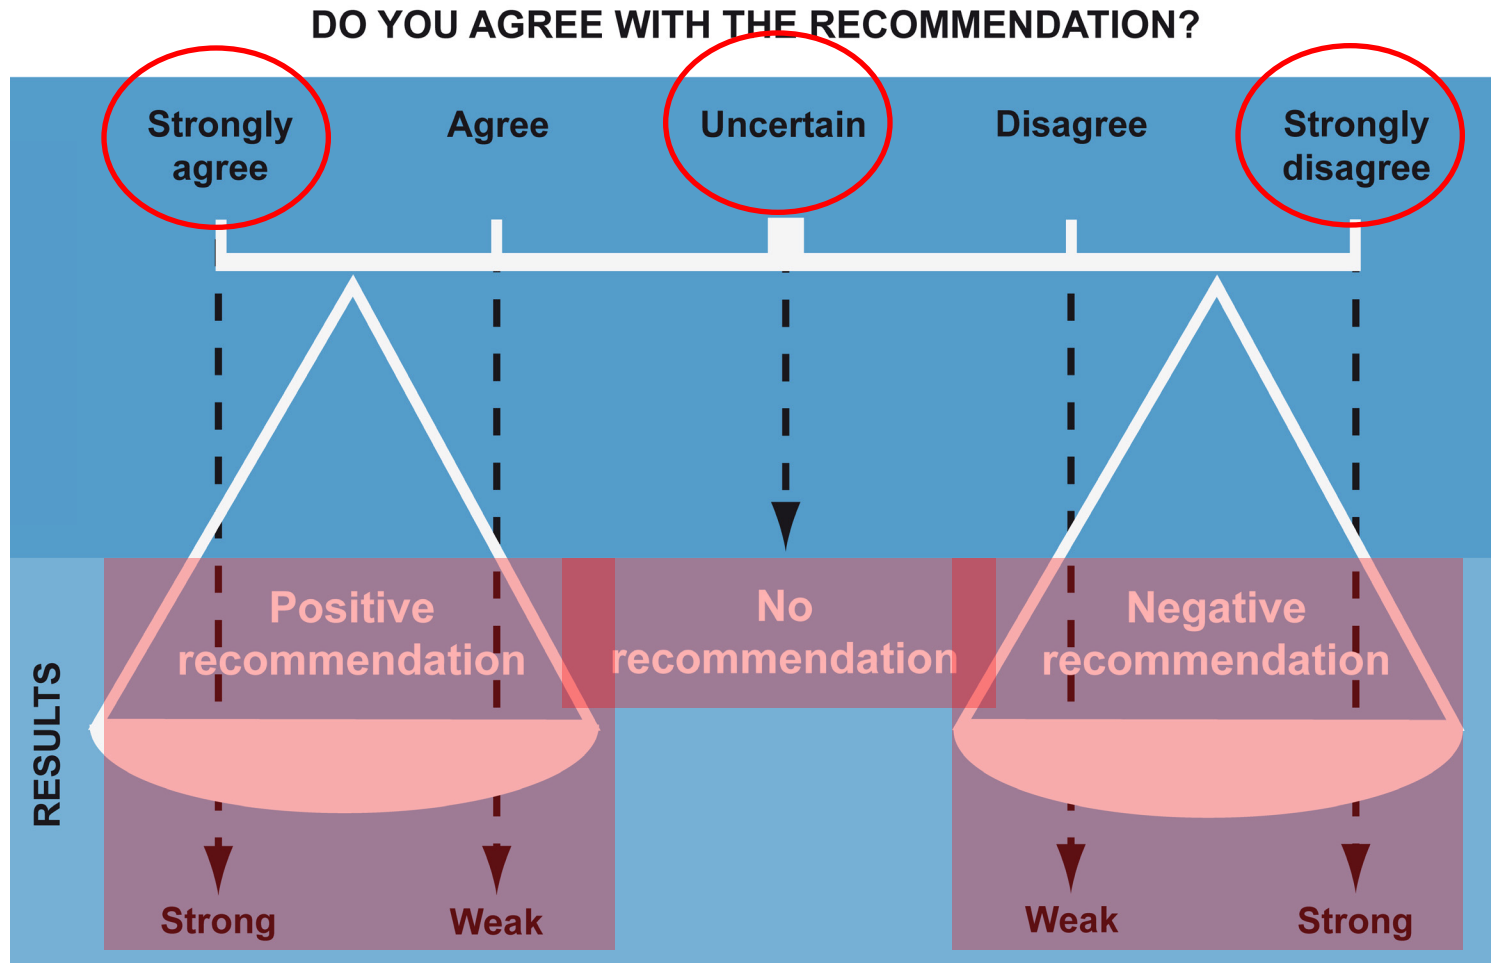 DO YOU AGREE WITH THE RECOMMENDATION?
Strongly
agree
Agree
Uncertain
Disagree
Strongly
disagree
Positive
recommendation
No
recommendation
Negative
recommendation
RESULTS
Strong
Weak
Weak
Strong